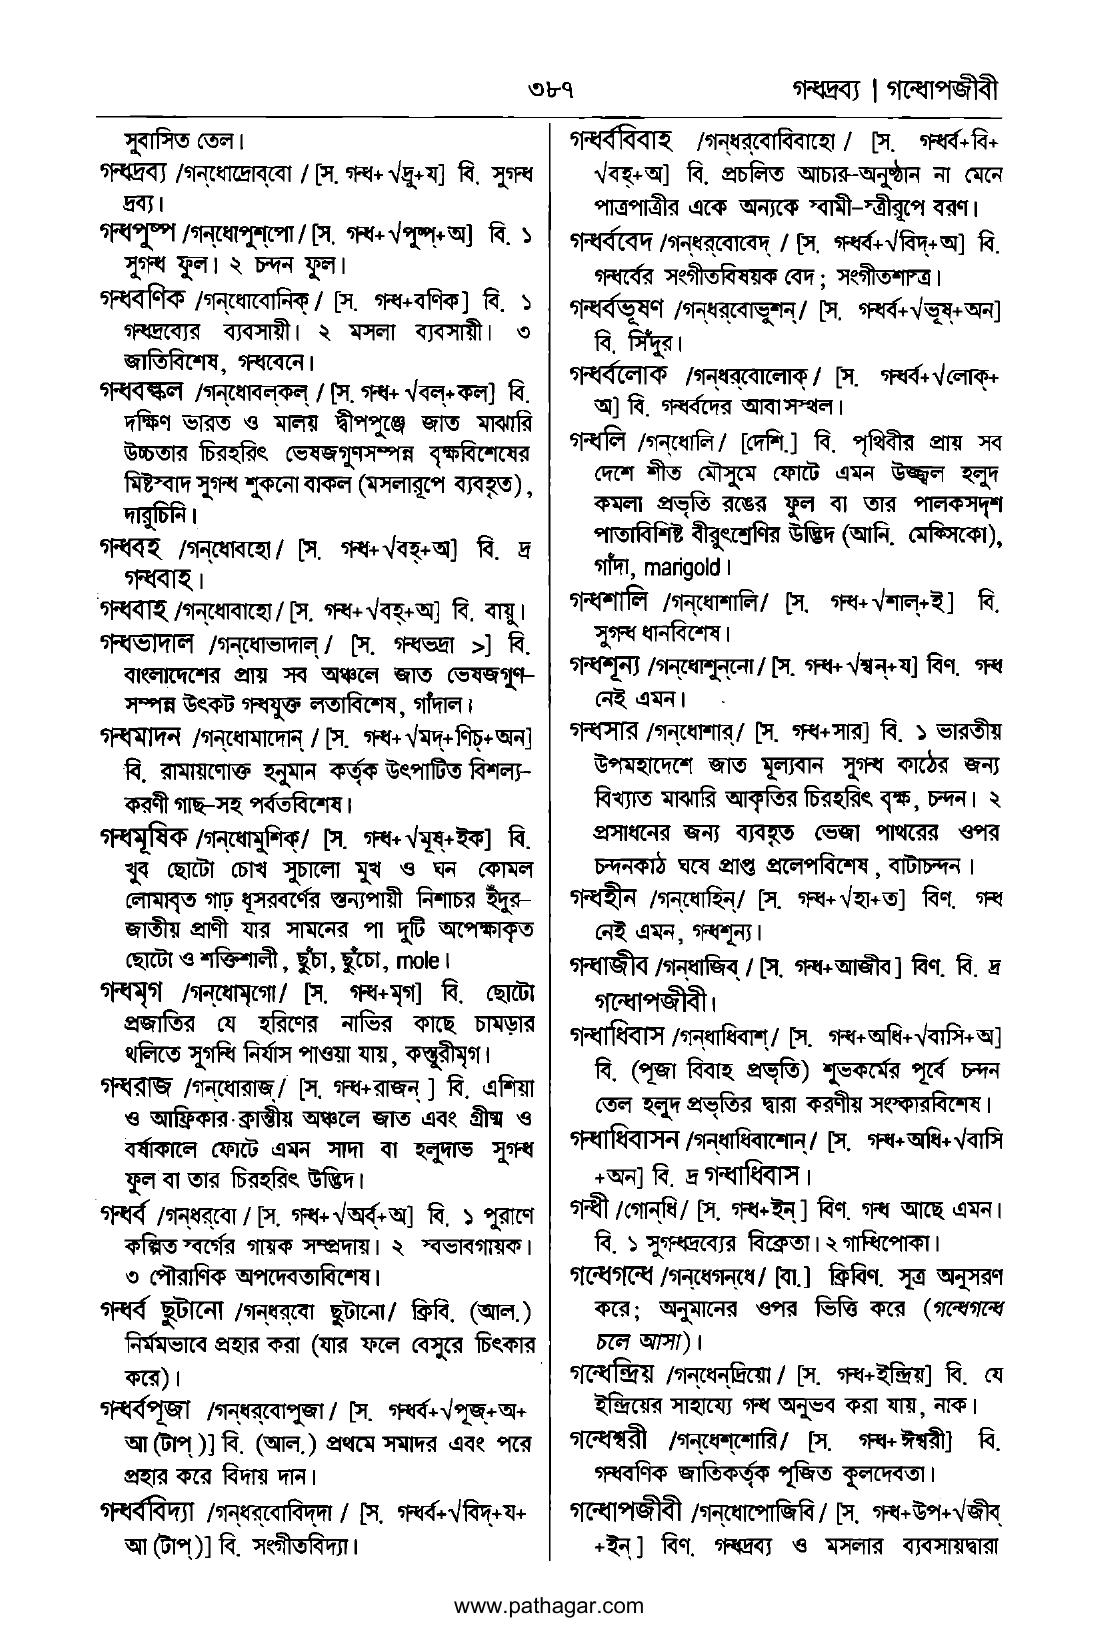 ৩৮৭
গন্ধদ্রব্য | গন্ধোপজীবী
সুবাসিত তেল।
গন্ধদ্রব্য /গন্‌ধোদ্রোব্‌বো / [স. গন্ধ+ √দ্রু+য] বি. সুগন্ধ
দ্রব্য।
গন্ধপুষ্প /গন্‌ধোপুশ্‌পো / [স. গন্ধ+ √পুষ্প্‌+অ] বি. ১
সুগন্ধ ফুল। ২ চন্দন ফুল।
গন্ধবণিক /গন্‌ধোবোনিক্‌ / [স. গন্ধ+বণিক] বি. ১
গন্ধদ্রব্যের ব্যবসায়ী। ২ মসলা ব্যবসায়ী। ৩
জাতিবিশেষ, গন্ধবেনে।
গন্ধবল্কল /গন্‌ধোবল্‌কল্‌ / [স. গন্ধ+ √বল্‌+কল] বি.
দক্ষিণ ভারত ও মালয় দ্বীপপুঞ্জে জাত মাঝারি
উচ্চতার চিরহরিৎ ভেষজগুণসম্পন্ন বৃক্ষবিশেষের
মিষ্টস্বাদ সুগন্ধ শুকনো বাকল (মসলারূপে ব্যবহৃত),
দারুচিনি।
গন্ধবহ /গন্‌ধোবহো / [স. গন্ধ+√বহ্‌+অ] বি. দ্র
গন্ধবাহ।
গন্ধবাহ /গন্‌ধোবাহো / [স. গন্ধ+√বহ্‌+অ] বি. বায়ু।
গন্ধভাদাল /গন্‌ধোভাদাল্‌ / [স. গন্ধভদ্রা >] বি.
বাংলাদেশের প্রায় সব অঞ্চলে জাত ভেষজগুণ-
সম্পন্ন উৎকট গন্ধযুক্ত লতাবিশেষ, গাঁদাল।
গন্ধমাদন /গন্‌ধোমাদোন্‌ / [স. গন্ধ+√মদ্‌+ণিচ্‌+অন]
বি. রামায়ণোক্ত হনুমান কর্তৃক উৎপাটিত বিশল্য-
করণী গাছ-সহ পর্বতবিশেষ।
গন্ধমূষিক /গন্‌ধোমুশিক্‌/ [স. গন্ধ+√মূষ্‌+ইক] বি.
খুব ছোটো চোখ সুচালো মুখ ও ঘন কোমল
লোমাবৃত গাঢ় ধূসরবর্ণের স্তন্যপায়ী নিশাচর ইঁদুর-
জাতীয় প্রাণী যার সামনের পা দুটি অপেক্ষাকৃত
ছোটো ও শক্তিশালী, ছুঁচা, ছুঁচো, mole।
গন্ধমৃগ /গন্‌ধোমৃগো/ [স. গন্ধ+মৃগ] বি. ছোটো
প্রজাতির যে হরিণের নাভির কাছে চামড়ার
থলিতে সুগন্ধি নির্যাস পাওয়া যায়, কস্তুরীমৃগ।
গন্ধরাজ /গন্‌ধোরাজ্‌/ [স. গন্ধ+রাজন্‌ ] বি. এশিয়া
ও আফ্রিকার ক্রান্তীয় অঞ্চলে জাত এবং গ্রীষ্ম ও
বর্ষাকালে ফোটে এমন সাদা বা হলুদাভ সুগন্ধ
ফুল বা তার চিরহরিৎ উদ্ভিদ।
গন্ধর্ব /গন্‌ধর্‌বো / [স. গন্ধ+√অর্ব্‌+অ] বি. ১ পুরাণে
কল্পিত স্বর্গের গায়ক সম্প্রদায়। ২ স্বভাবগায়ক।
৩ পৌরাণিক অপদেবতাবিশেষ।
গন্ধর্ব ছুটানো /গন্‌ধর্‌বো ছুটানো/ ক্রিবি. (আল.)
নির্মমভাবে প্রহার করা (যার ফলে বেসুরে চিৎকার
করে)।
গন্ধর্বপূজা /গন্‌ধর্‌বোপুজা / [স. গন্ধর্ব+√পূজ্‌+অ+
আ (টাপ্‌ )] বি. (আল.) প্রথমে সমাদর এবং পরে
প্রহার করে বিদায় দান।
গন্ধর্ববিদ্যা /গন্‌ধর্‌বোবিদ্‌দা / [স. গন্ধর্ব+√বিদ্‌+য+
আ (টাপ্‌)] বি. সংগীতবিদ্যা।
গন্ধর্ববিবাহ /গন্‌ধর্‌বোবিবাহো / [স. গন্ধর্ব+বি+
√বহ্‌+অ] বি. প্রচলিত আচার-অনুষ্ঠান না মেনে
পাত্রপাত্রীর একে অন্যকে স্বামী-স্ত্রীরূপে বরণ।
গন্ধর্ববেদ /গন্‌ধর্‌বোবেদ্‌ / [স. গন্ধর্ব+√বিদ্‌+অ] বি.
গন্ধর্বের সংগীতবিষয়ক বেদ; সংগীতশাস্ত্র।
গন্ধর্বভূষণ /গন্‌ধর্‌বোভুশন্‌/ [স. গন্ধর্ব+√ভূষ্‌+অন]
বি. সিঁদুর।
গন্ধর্বলোক /গন্‌ধর্‌বোলোক্‌ / [স. গন্ধর্ব+√লোক্‌+
অ] বি. গন্ধর্বদের আবাসস্থল।
গন্ধলি /গন্‌ধোলি/ [দেশি.] বি. পৃথিবীর প্রায় সব
দেশে শীত মৌসুমে ফোটে এমন উজ্জ্বল হলুদ
কমলা প্রভৃতি রঙের ফুল বা তার পালকসদৃশ
পাতাবিশিষ্ট বীরুৎশ্রেণির উদ্ভিদ (আনি. মেক্সিকো),
গাঁদা, marigold।
গন্ধশালি /গন্‌ধোশালি/ [স. গন্ধ+√শাল্‌+ই] বি.
সুগন্ধ ধানবিশেষ।
গন্ধশূন্য /গন্‌ধোশুন্‌নো / [স. গন্ধ+√শ্বন্‌+য] বিণ. গন্ধ
নেই এমন।
গন্ধসার /গন্‌ধোশার্‌/ [স. গন্ধ+সার] বি. ১ ভারতীয়
উপমহাদেশে জাত মূল্যবান সুগন্ধ কাঠের জন্য
বিখ্যাত মাঝারি আকৃতির চিরহরিৎ বৃক্ষ, চন্দন। ২
প্রসাধনের জন্য ব্যবহৃত ভেজা পাথরের ওপর
চন্দনকাঠ ঘষে প্রাপ্ত প্রলেপবিশেষ, বাটাচন্দন।
গন্ধহীন /গন্‌ধোহিন্‌/ [স. গন্ধ+√হা+ত] বিণ. গন্ধ
নেই এমন, গন্ধশূন্য।
গন্ধাজীব /গন্‌ধাজিব্‌ / [স. গন্ধ+আজীব] বিণ. বি. দ্র
গন্ধোপজীবী।
গন্ধাধিবাস /গন্‌ধাধিবাশ্‌/ [স. গন্ধ+অধি+√বাসি+অ]
বি. (পূজা বিবাহ প্রভৃতি) শুভকর্মের পূর্বে চন্দন
তেল হলুদ প্রভৃতির দ্বারা করণীয় সংস্কারবিশেষ।
গন্ধাধিবাসন /গন্‌ধাধিবাশোন্‌/ [স. গন্ধ+অধি+√বাসি
+অন] বি. দ্র গন্ধাধিবাস।
গন্ধী /গোন্‌ধি/ [স. গন্ধ+ইন্‌ ] বিণ. গন্ধ আছে এমন।
বি. ১ সুগন্ধদ্রব্যের বিক্রেতা। ২ গান্ধিপোকা।
গন্ধেগন্ধে /গন্‌ধেগন্‌ধে/ [বা.] ক্রিবিণ. সূত্র অনুসরণ
করে; অনুমানের ওপর ভিত্তি করে (গন্ধেগন্ধে
চলে আসা)।
গন্ধেন্দ্রিয় /গন্‌ধেন্‌দ্রিয়ো / [স. গন্ধ+ইন্দ্রিয়] বি. যে
ইন্দ্রিয়ের সাহায্যে গন্ধ অনুভব করা যায়, নাক।
গন্ধেশ্বরী /গন্‌ধেশ্‌শোরি/ [স. গন্ধ+ঈশ্বরী] বি.
গন্ধবণিক জাতিকর্তৃক পূজিত কুলদেবতা।
গন্ধোপজীবী /গন্‌ধোপোজিবি / [স. গন্ধ+উপ+√জীব্‌
+ইন্‌ ] বিণ. গন্ধদ্রব্য ও মসলার ব্যবসায়দ্বারা
www.pathagar.com